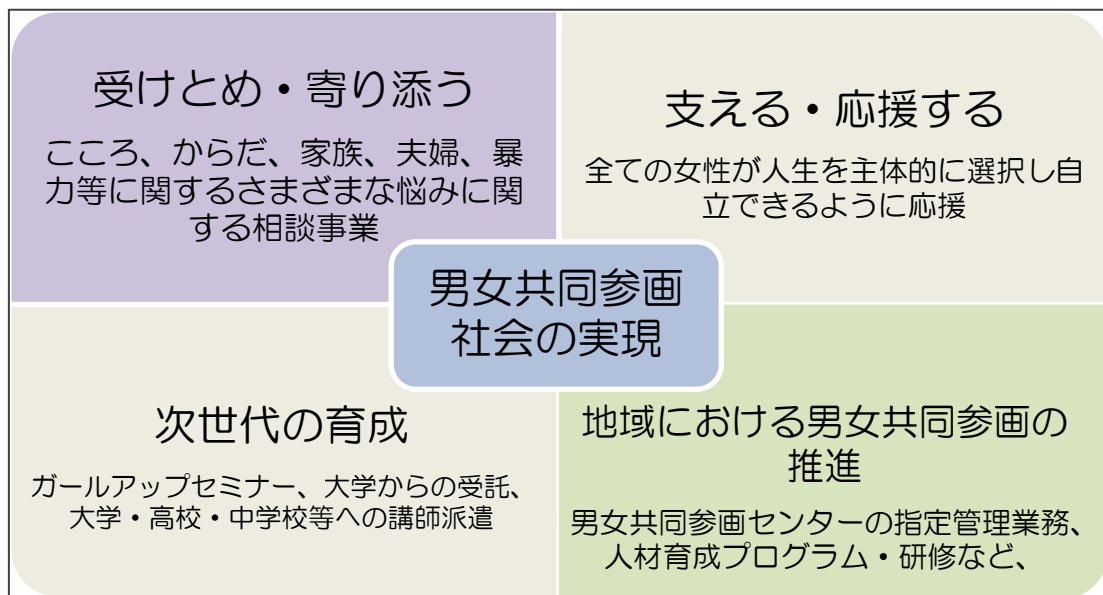 受けとめ・寄り添う
こころ、からだ、家族、夫婦、暴
力等に関するさまざまな悩みに関
する相談事業
支える・応援する
全ての女性が人生を主体的に選択し自
立できるように応援
男女共同参画
社会の実現
次世代の育成
ガールアップセミナー、大学からの受託、
大学・高校・中学校等への講師派遣
地域における男女共同参画の
推進
男女共同参画センターの指定管理業務、
人材育成プログラム・研修など、